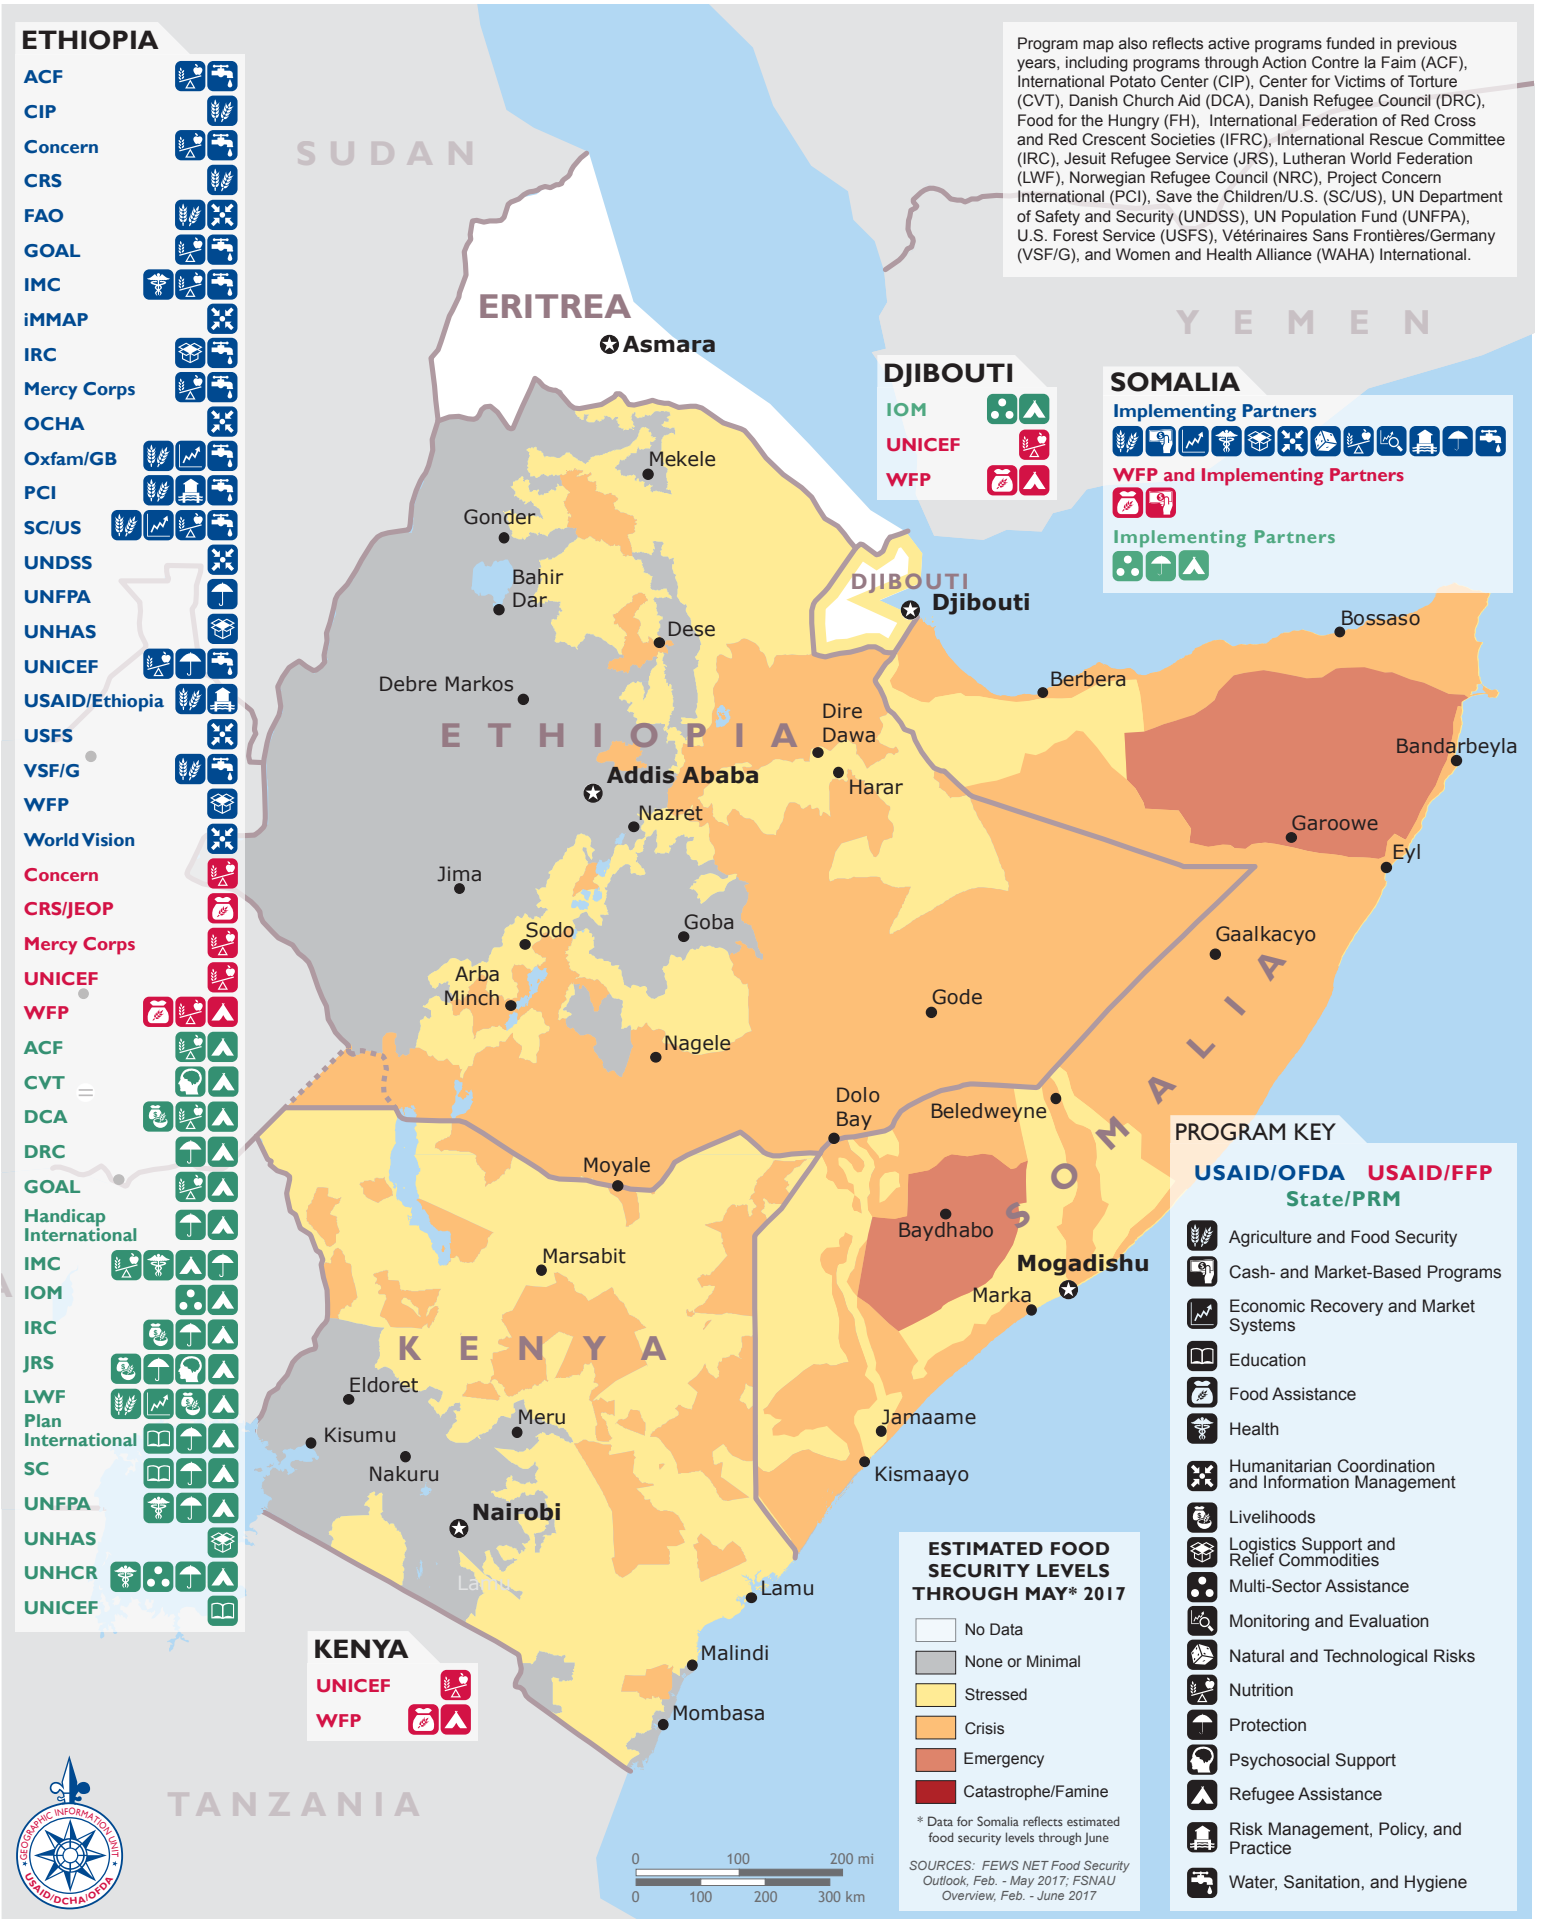 ETHIOPIA
ACF
CIP
Concern
CRS
FAO
GOAL
IMC
iMMAP
IRC
Mercy Corps
OCHA
Oxfam/GB
PCI
SC/US
UNDSS
UNFPA
UNHAS
UNICEF
USAID/Ethiopia
USFS
VSF/G
WFP
World Vision
Concern
CRS/JEOP
Mercy Corps
UNICEF
WFP
ACF
CVT
DCA
DRC
GOAL
Handicap
International
IMC
IOM
IRC
JRS
LWF
Plan
International
SC
UNFPA
UNHAS
UNHCR
UNICEF
Program map also reflects active programs funded in previous
years, including programs through Action Contre la Faim (ACF),
International Potato Center (CIP), Center for Victims of Torture
(CVT), Danish Church Aid (DCA), Danish Refugee Council (DRC),
Food for the Hungry (FH), International Federation of Red Cross
and Red Crescent Societies (IFRC), International Rescue Committee
(IRC), Jesuit Refugee Service (JRS), Lutheran World Federation
(LWF), Norwegian Refugee Council (NRC), Project Concern
International (PCI), Save the Children/U.S. (SC/US), UN Department
of Safety and Security (UNDSS), UN Population Fund (UNFPA),
U.S. Forest Service (USFS), Vétérinaires Sans Frontières/Germany
(VSF/G), and Women and Health Alliance (WAHA) International.
SUDAN
ERITREA
Asmara
YEMEN
DJIBOUTI
IOM
UNICEF
WFP
SOMALIA
Implementing Partners
WFP and Implementing Partners
Implementing Partners
Mekele
Gonder
Bahir
Dar
DJIBOUTI
Djibouti
Bossaso
Dese
Berbera
Debre Markos
Dire
Dawa
ETHIOPIA
Bandarbeyla
Addis Ababa
Harar
Nazret
Garoowe
Eyl
Jima
Goba
Sodo
Gaalkacyo
Arba
Minch
Gode
Nagele
SOMALIA
Dolo
Bay
Beledweyne
Moyale
Baydhabo
Marsabit
Mogadishu
Marka
KENYA
Eldoret
Meru
Jamaame
Kisumu
Nakuru
Kismaayo
Nairobi
Lamu
Malindi
Mombasa
KENYA
UNICEF
WFP
TANZANIA
GEOGRAPHIC INFORMATION UNIT
USAID/DCHA/OFDA
0 100 200 mi
0 100 200 300 km
ESTIMATED FOOD
SECURITY LEVELS
THROUGH MAY* 2017
No Data
None or Minimal
Stressed
Crisis
Emergency
Catastrophe/Famine
* Data for Somalia reflects estimated
food security levels through June
SOURCES: FEWS NET Food Security
Outlook, Feb. - May 2017; FSNAU
Overview, Feb. - June 2017
PROGRAM KEY
USAID/OFDA USAID/FFP
State/PRM
Agriculture and Food Security
Cash- and Market-Based Programs
Economic Recovery and Market
Systems
Education
Food Assistance
Health
Humanitarian Coordination
and Information Management
Livelihoods
Logistics Support and
Relief Commodities
Multi-Sector Assistance
Monitoring and Evaluation
Natural and Technological Risks
Nutrition
Protection
Psychosocial Support
Refugee Assistance
Risk Management, Policy, and
Practice
Water, Sanitation, and Hygiene